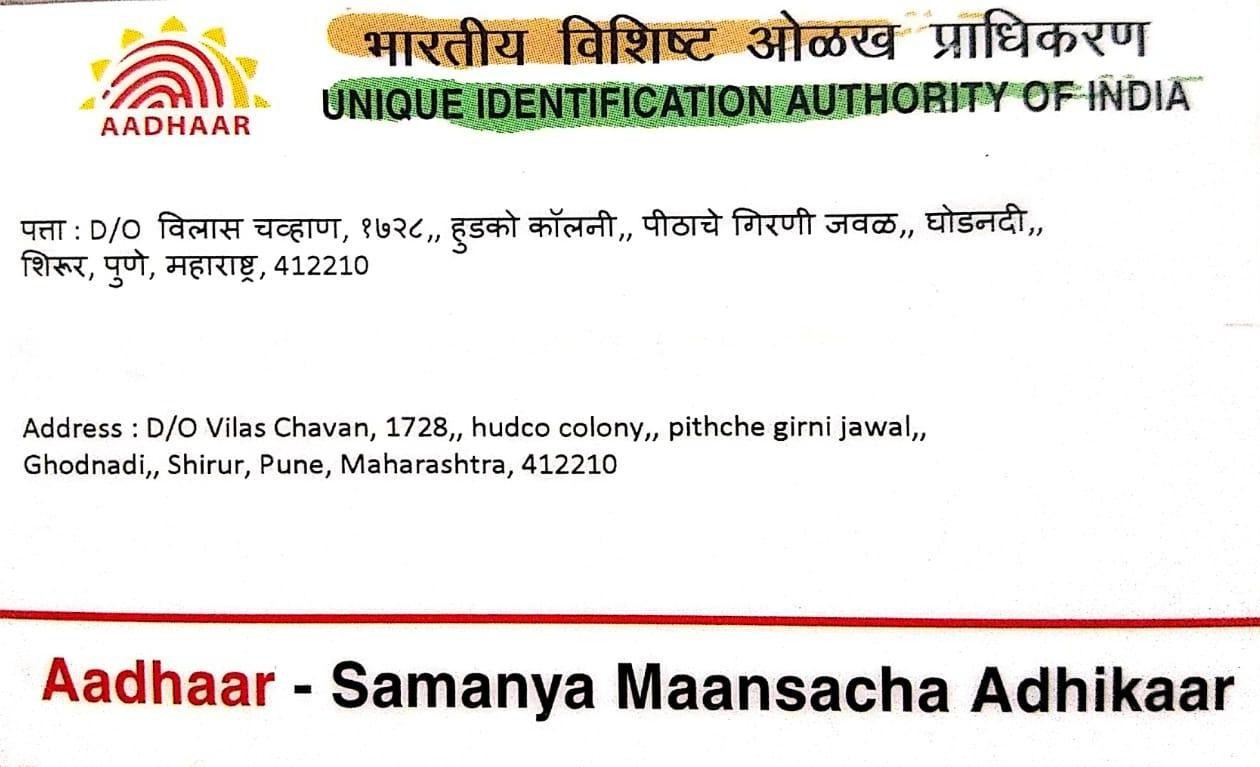 AADHAAR
भारतीय विशिष्ट ओळख प्राधिकरण
UNIQUE IDENTIFICATION AUTHORITY OF INDIA
पत्ता : D/O विलास चव्हाण, १७२८,, हुडको कॉलनी,, पीठाचे गिरणी जवळ,, घोडनदी,,
शिरूर, पुणे, महाराष्ट्र, 412210
Address : D/O Vilas Chavan, 1728,, hudco colony,, pithche girni jawal,,
Ghodnadi,, Shirur, Pune, Maharashtra, 412210
Aadhaar - Samanya Maansacha Adhikaar